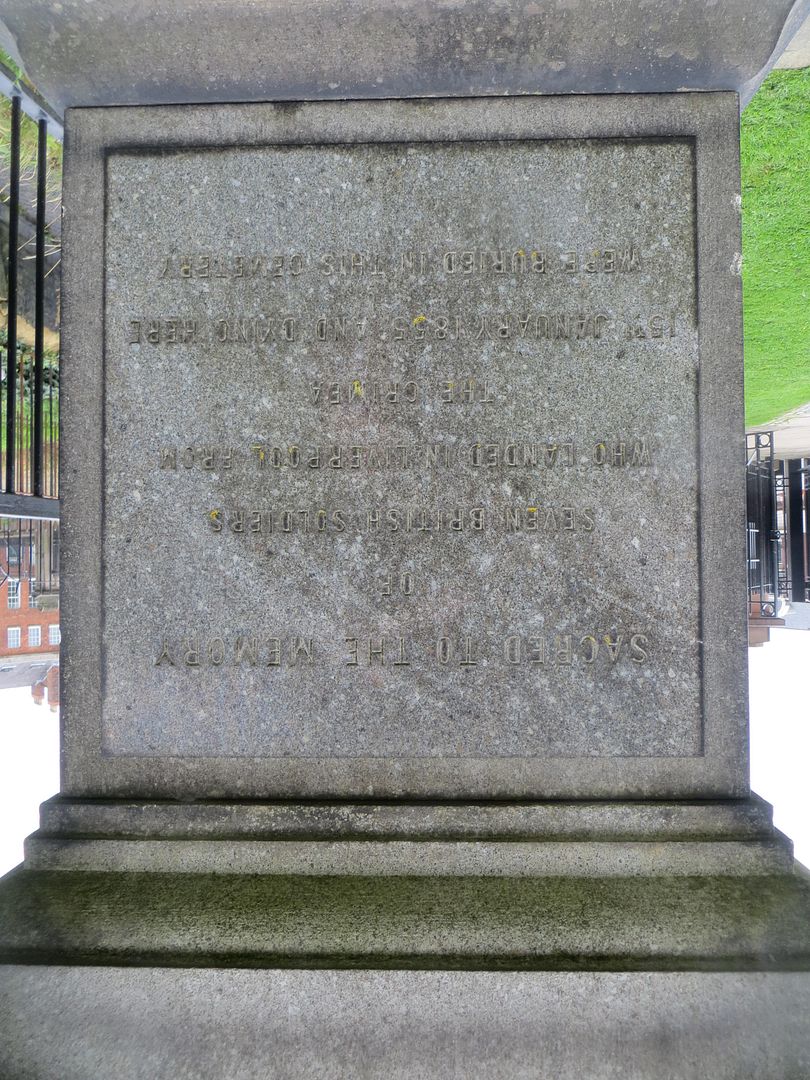 SACRED TO THE MEMORY
OF
SEVEN BRITISH SOLDIERS
WHO LANDED IN LIVERPOOL FROM
THE CRIMEA
15TH JANUARY 1855 AND DYING HERE
WERE BURIED IN THIS CEMETERY